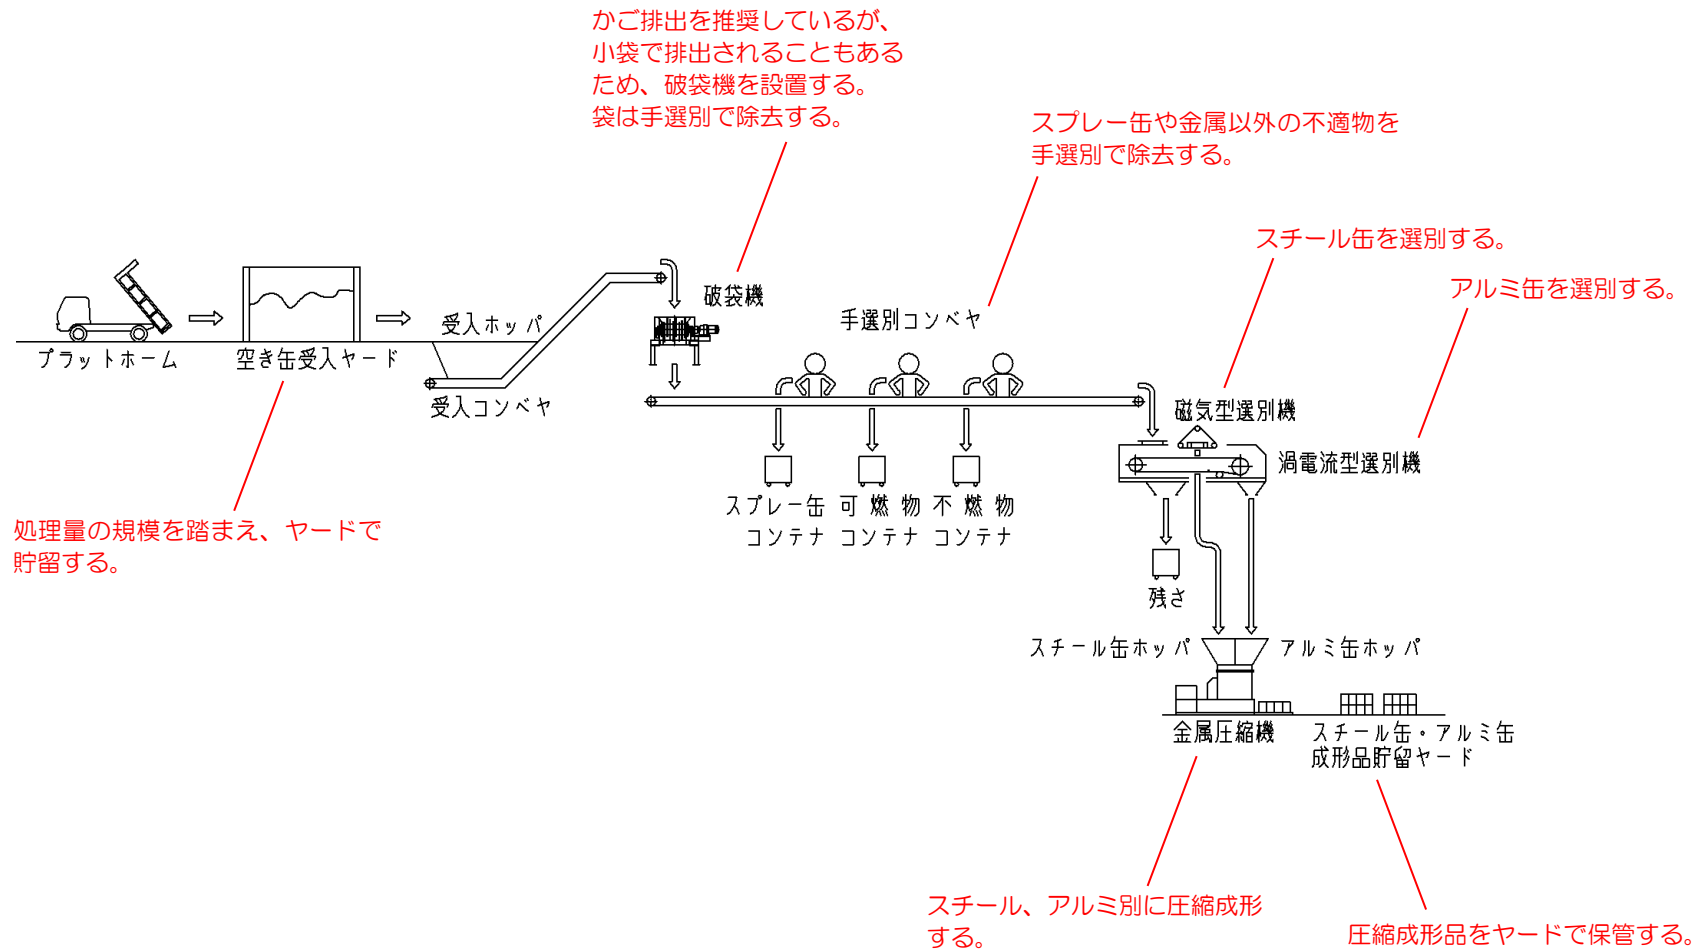 かご排出を推奨しているが、
小袋で排出されることもある
ため、破袋機を設置する。
袋は手選別で除去する。
スプレー缶や金属以外の不適物を
手選別で除去する。
スチール缶を選別する。
アルミ缶を選別する。
破袋機
手選別コンベヤ
受入ホッパ
プラットホーム
空き缶受入ヤード
受入コンベヤ
磁気型選別機
渦電流型選別機
スプレー缶
コンテナ
可燃物
コンテナ
不燃物
コンテナ
処理量の規模を踏まえ、ヤードで
貯留する。
残さ
スチール缶ホッパ
アルミ缶ホッパ
金属圧縮機
スチール缶・アルミ缶
成形品貯留ヤード
スチール、アルミ別に圧縮成形
する。
圧縮成形品をヤードで保管する。